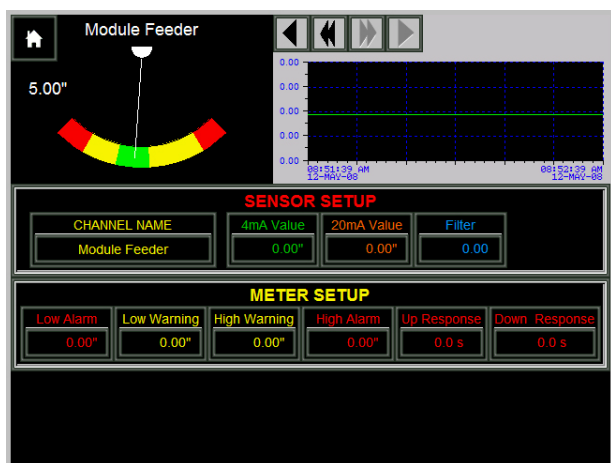 Module Feeder
5.00"
0.00
0.00
0.00
0.00
0.00
08:51:39 AM
12-MAY-08
08:52:39 AM
12-MAY-08
SENSOR SETUP
CHANNEL NAME
4mA Value
20mA Value
Filter
Module Feeder
0.00"
0.00"
0.00
METER SETUP
Low Alarm
Low Warning
High Warning
High Alarm
Up Response
Down Response
0.00"
0.00"
0.00"
0.00"
0.0 s
0.0 s